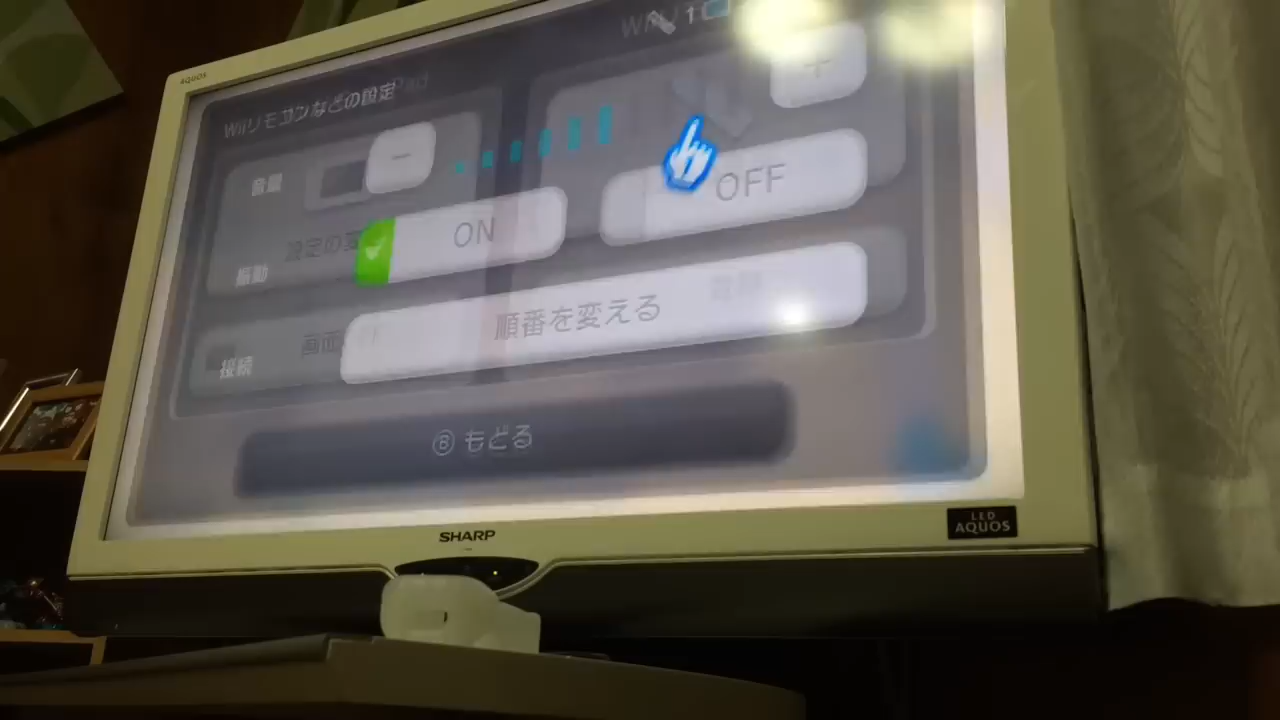 AQUOS
Wiiリモコンなどの設定
音量
－
＋
振動
ON
OFF
接続
順番を変える
Ⓑ もどる
SHARP
LED
AQUOS